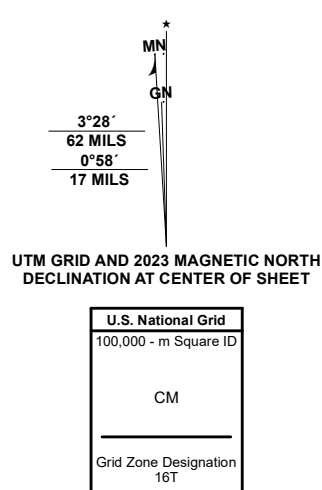 MN
GN
3°28´
62 MILS
0°58´
17 MILS
UTM GRID AND 2023 MAGNETIC NORTH
DECLINATION AT CENTER OF SHEET
U.S. National Grid
100,000 - m Square ID
CM
Grid Zone Designation
16T